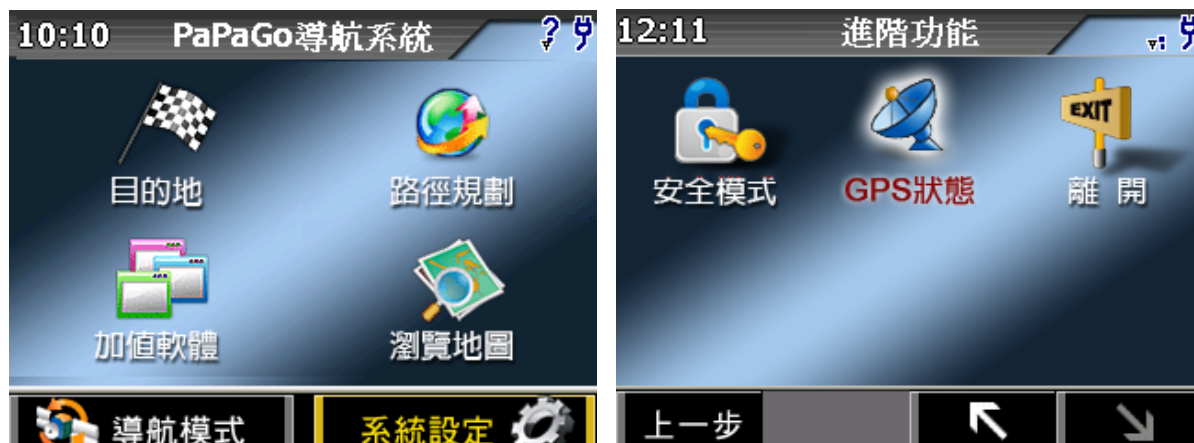 10:10 PaPaGo導航系統
目的地 路徑規劃
加值軟體 瀏覽地圖
導航模式 系統設定
12:11 進階功能
EXIT
安全模式 GPS狀態 離 開
上一步